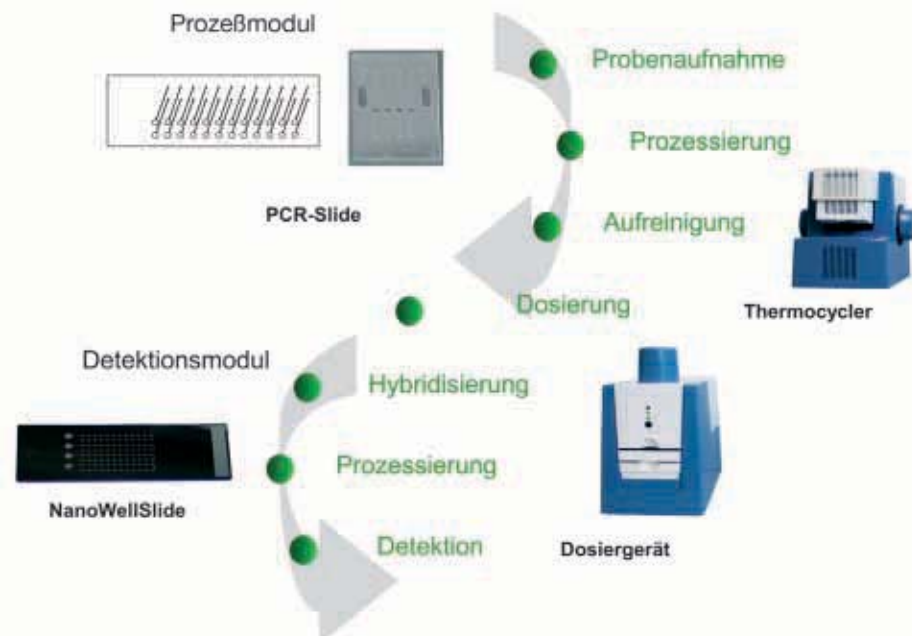 Prozeßmodul
Probenaufnahme
Prozessierung
PCR-Slide
Aufreinigung
Dosierung
Thermocycler
Detektionsmodul
Hybridisierung
Prozessierung
NanoWellSlide
Detektion
Dosiergerät